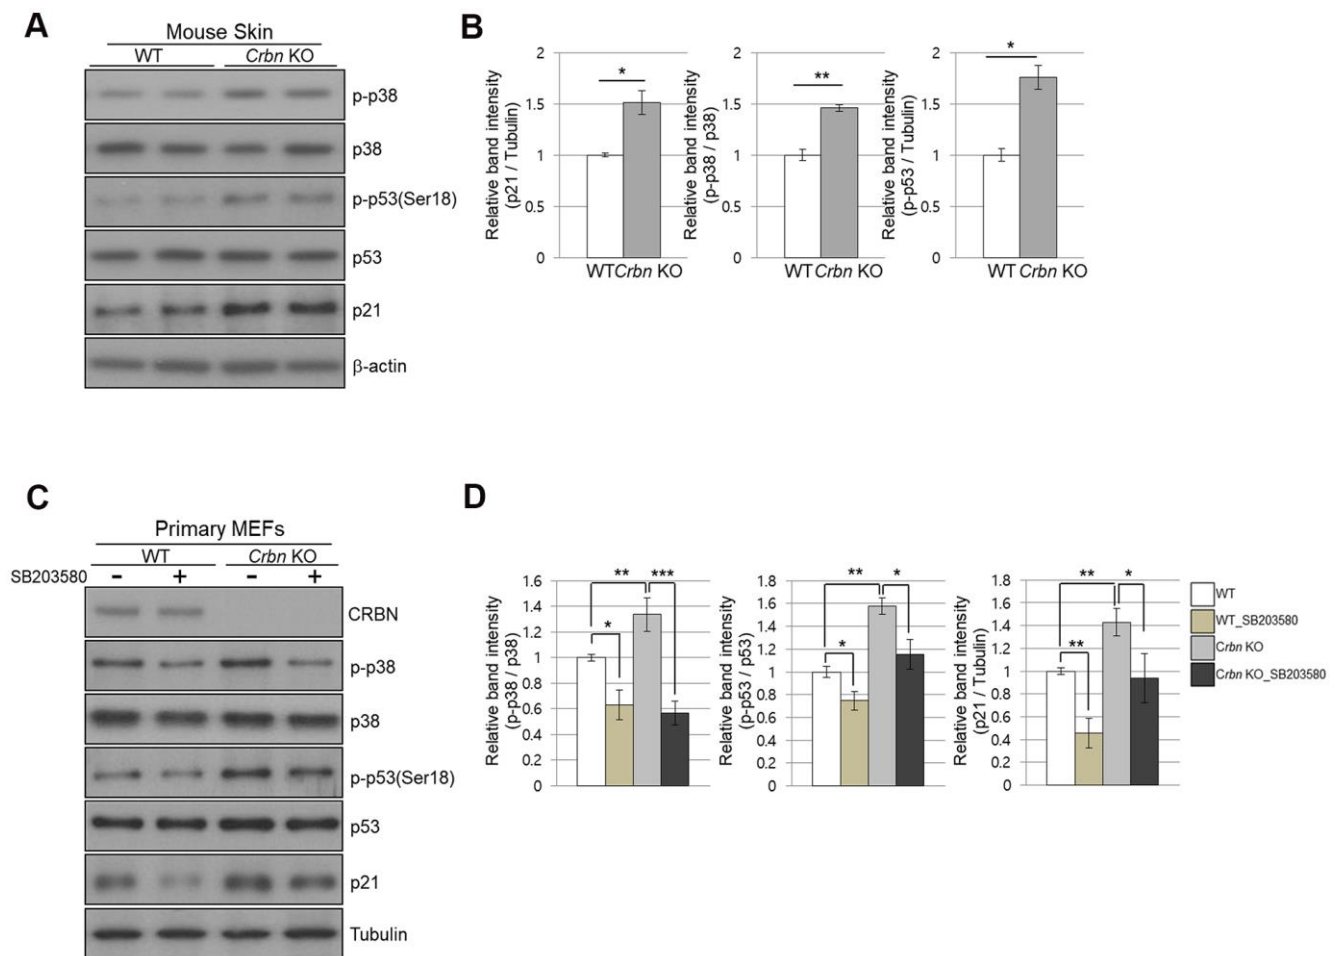 A
Mouse Skin
WT Crbn KO
p-p38
p38
p-p53(Ser18)
p53
p21
β-actin
B
Relative band intensity
(p21 / Tubulin)
2
1.5
1
0.5
0
*
WTCrbn KO
Relative band intensity
(p-p38 / p38)
2
1.5
1
0.5
0
**
WT Crbn KO
Relative band intensity
(p-p53 / Tubulin)
2
1.5
1
0.5
0
*
WT Crbn KO
C
Primary MEFs
WT Crbn KO
SB203580 - + - +
CRBN
p-p38
p38
p-p53(Ser18)
p53
p21
Tubulin
D
Relative band intensity
(p-p38 / p38)
1.6
1.4
1.2
1
0.8
0.6
0.4
0.2
0
** ***
*
Relative band intensity
(p-p53 / p53)
1.8
1.6
1.4
1.2
1
0.8
0.6
0.4
0.2
0
** *
*
Relative band intensity
(p21 / Tubulin)
1.8
1.6
1.4
1.2
1
0.8
0.6
0.4
0.2
0
** *
**
WT
WT_SB203580
Crbn KO
Crbn KO_SB203580